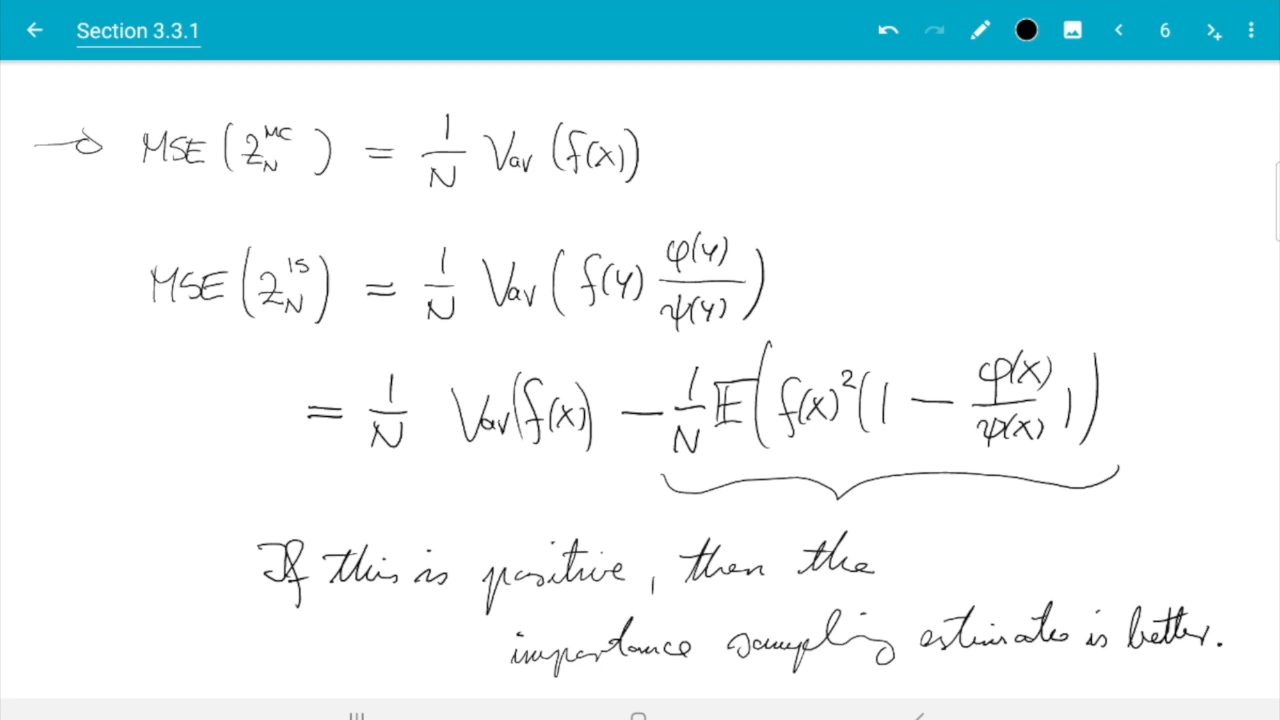 Section 3.3.1
6
→ MSE(Z_N^MC) = 1/N Var(f(X))
MSE(Z_N^IS) = 1/N Var(f(Y) φ(Y)/ψ(Y))
= 1/N Var(f(X)) − 1/N 𝔼(f(X)²(1 − φ(X)/ψ(X)))
If this is positive, then the
importance sampling estimate is better.